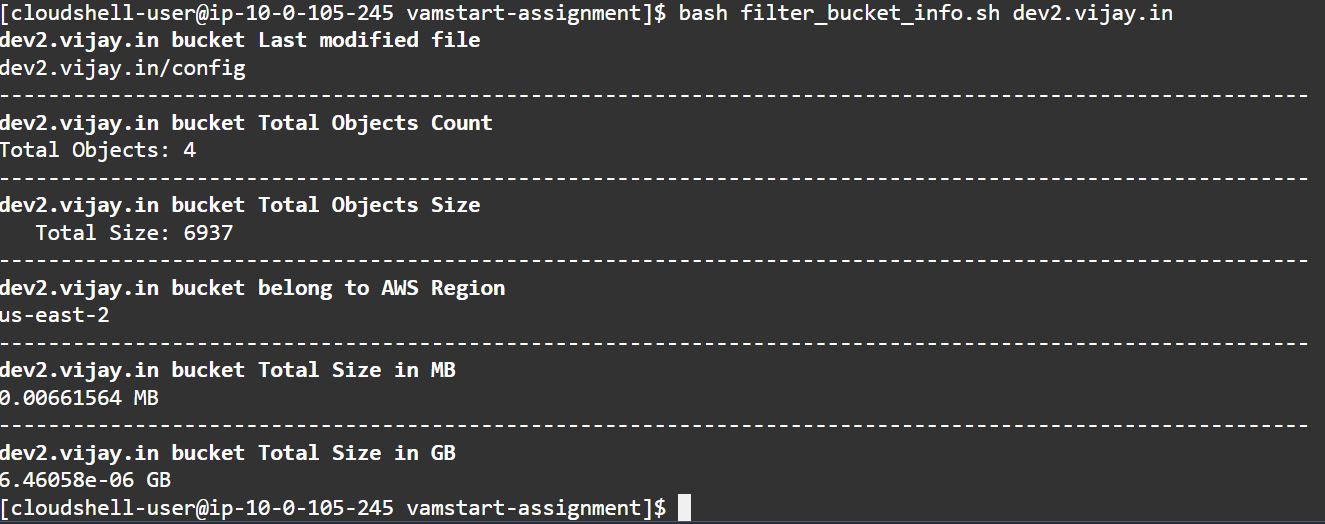 [cloudshell-user@ip-10-0-105-245 vamstart-assignment]$ bash filter_bucket_info.sh dev2.vijay.in
dev2.vijay.in bucket Last modified file
dev2.vijay.in/config
-----------------------------------------------------------------------------------------------------------
dev2.vijay.in bucket Total Objects Count
Total Objects: 4
-----------------------------------------------------------------------------------------------------------
dev2.vijay.in bucket Total Objects Size
   Total Size: 6937
-----------------------------------------------------------------------------------------------------------
dev2.vijay.in bucket belong to AWS Region
us-east-2
-----------------------------------------------------------------------------------------------------------
dev2.vijay.in bucket Total Size in MB
0.00661564 MB
-----------------------------------------------------------------------------------------------------------
dev2.vijay.in bucket Total Size in GB
6.46058e-06 GB
[cloudshell-user@ip-10-0-105-245 vamstart-assignment]$